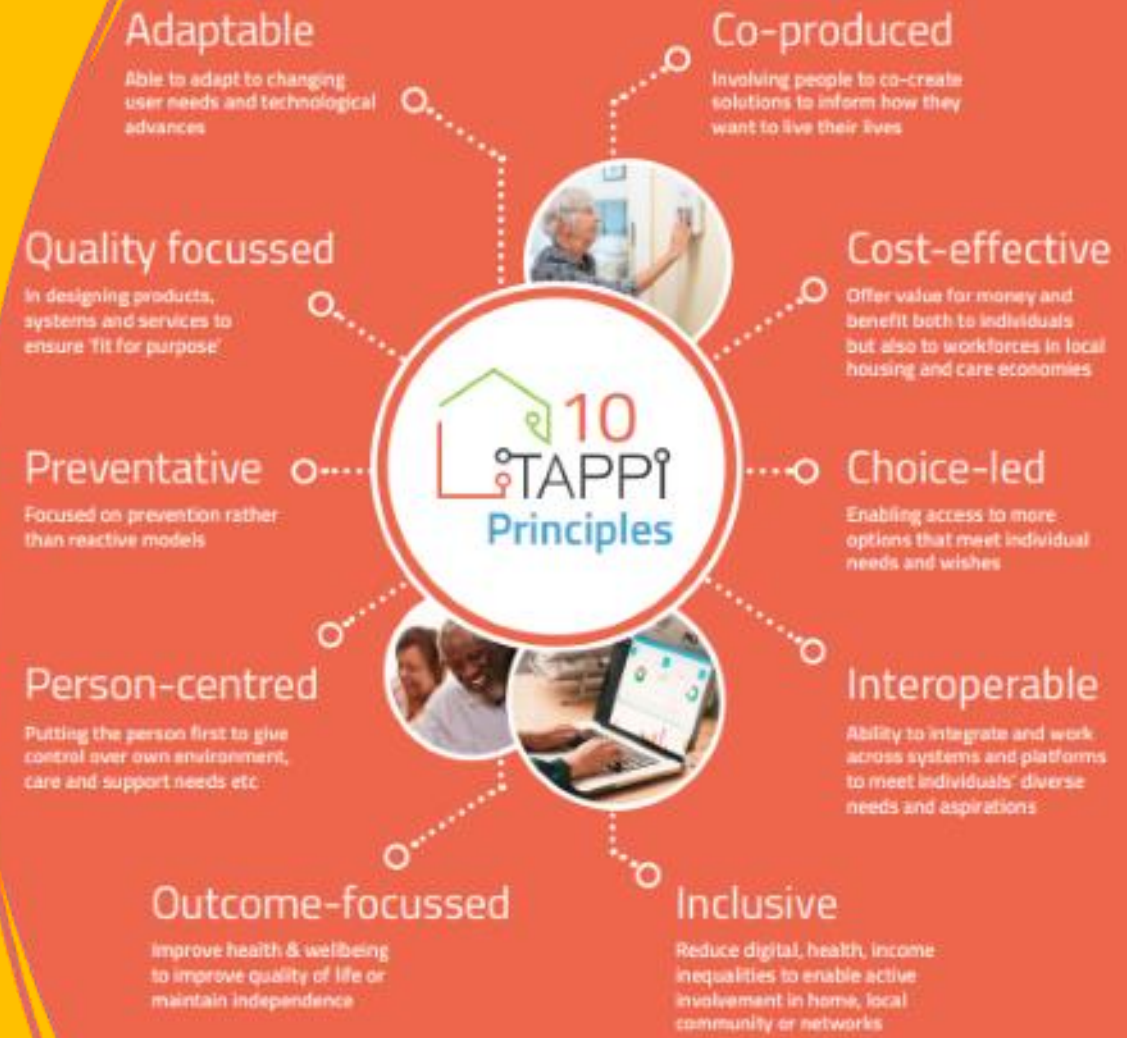 Adaptable
Able to adapt to changing
user needs and technological
advances
Co-produced
Involving people to co-create
solutions to inform how they
want to live their lives
Quality focussed
In designing products,
systems and services to
ensure 'fit for purpose'
Cost-effective
Offer value for money and
benefit both to individuals
but also to workforces in local
housing and care economies
10
TAPPi
Principles
Preventative
Focused on prevention rather
than reactive models
Choice-led
Enabling access to more
options that meet individual
needs and wishes
Person-centred
Putting the person first to give
control over own environment,
care and support needs etc
Interoperable
Ability to integrate and work
across systems and platforms
to meet individuals' diverse
needs and aspirations
Outcome-focussed
Improve health & wellbeing
to improve quality of life or
maintain independence
Inclusive
Reduce digital, health, income
inequalities to enable active
involvement in home, local
community or networks